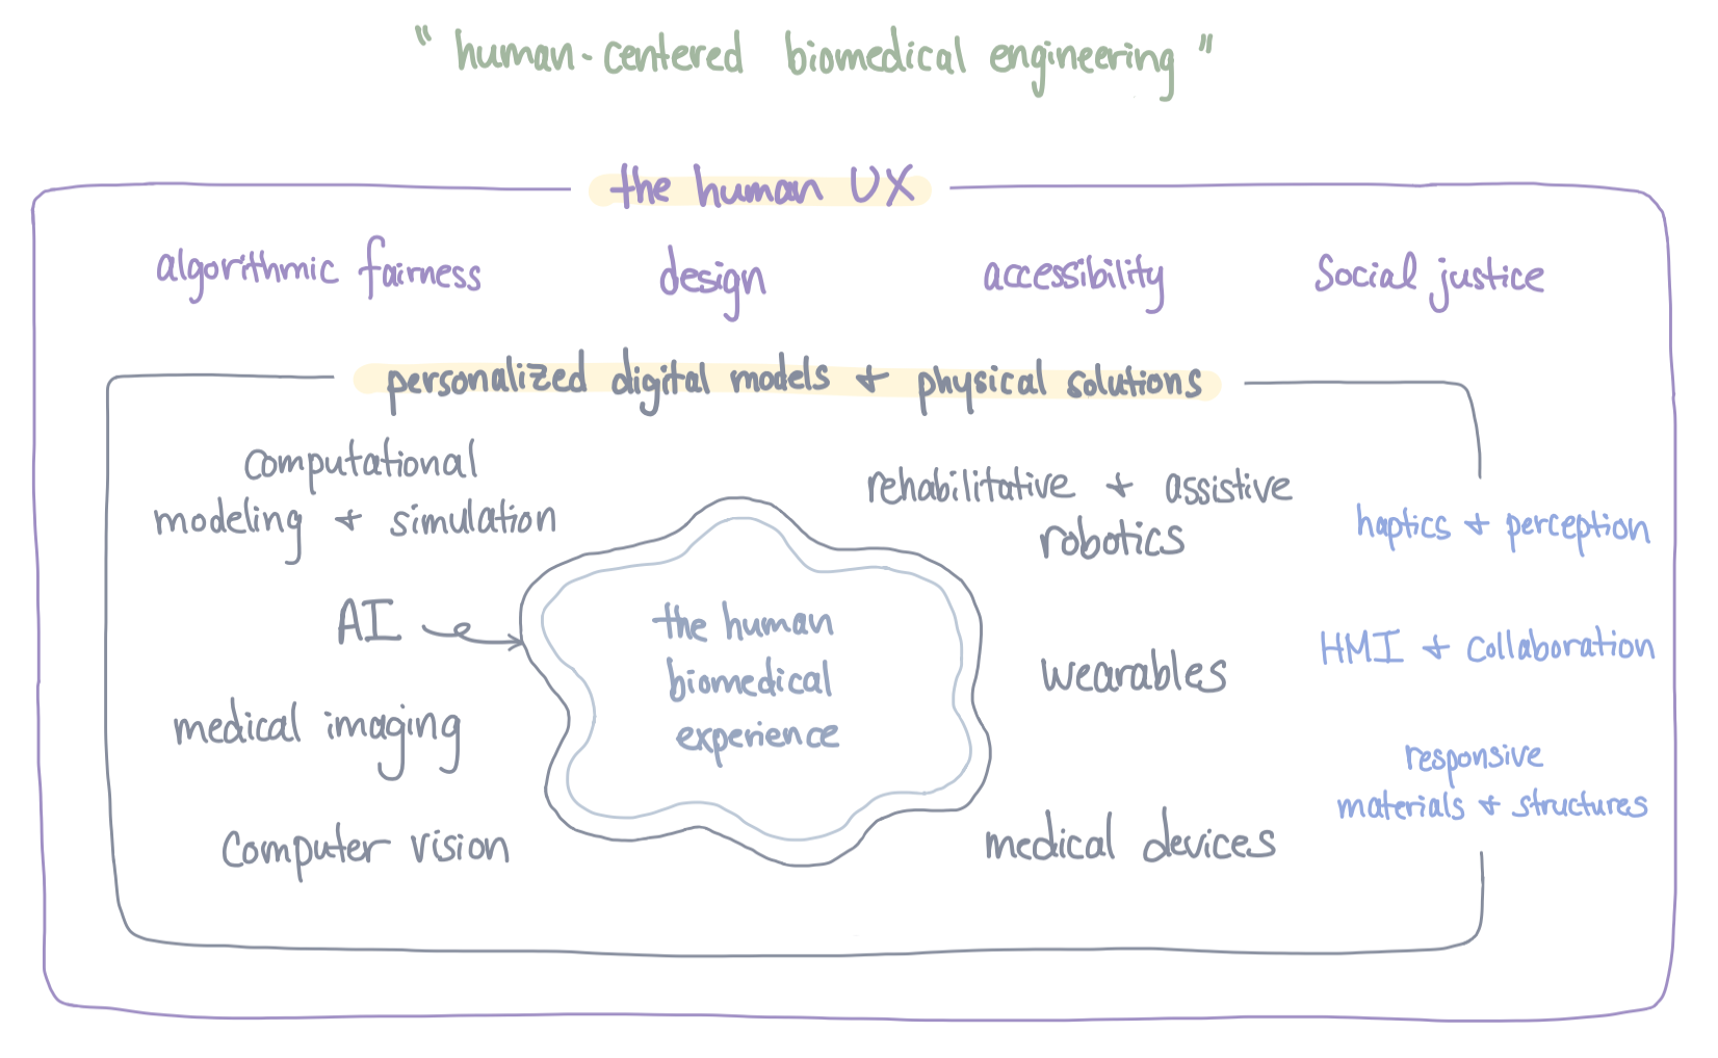 "human-centered biomedical engineering"
the human UX
algorithmic fairness
design
accessibility
Social justice
personalized digital models + physical solutions
Computational
modeling + simulation
AI
medical imaging
Computer vision
the human
biomedical
experience
rehabilitative + assistive
robotics
wearables
medical devices
haptics + perception
HMI + Collaboration
responsive
materials + structures